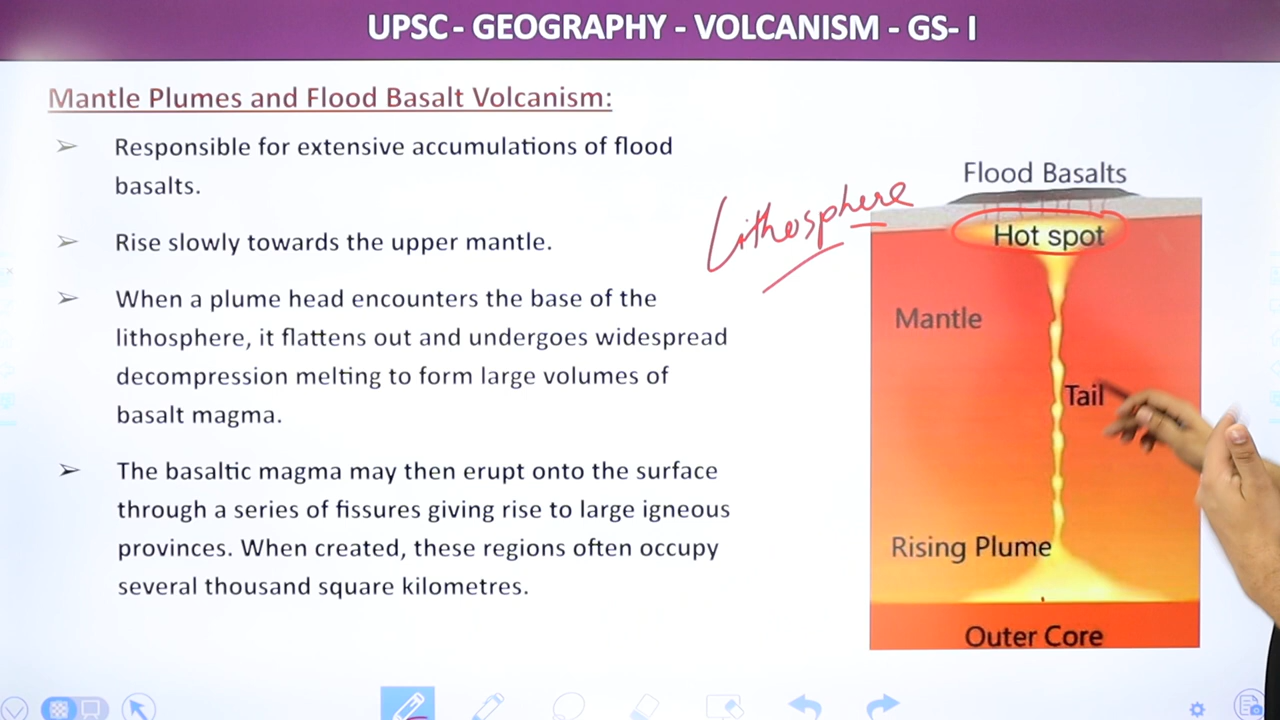 UPSC - GEOGRAPHY - VOLCANISM - GS- I
Mantle Plumes and Flood Basalt Volcanism:
➢ Responsible for extensive accumulations of flood
basalts.
➢ Rise slowly towards the upper mantle.
➢ When a plume head encounters the base of the
lithosphere, it flattens out and undergoes widespread
decompression melting to form large volumes of
basalt magma.
➢ The basaltic magma may then erupt onto the surface
through a series of fissures giving rise to large igneous
provinces. When created, these regions often occupy
several thousand square kilometres.
Lithosphere
Flood Basalts
Hot spot
Mantle
Tail
Rising Plume
Outer Core